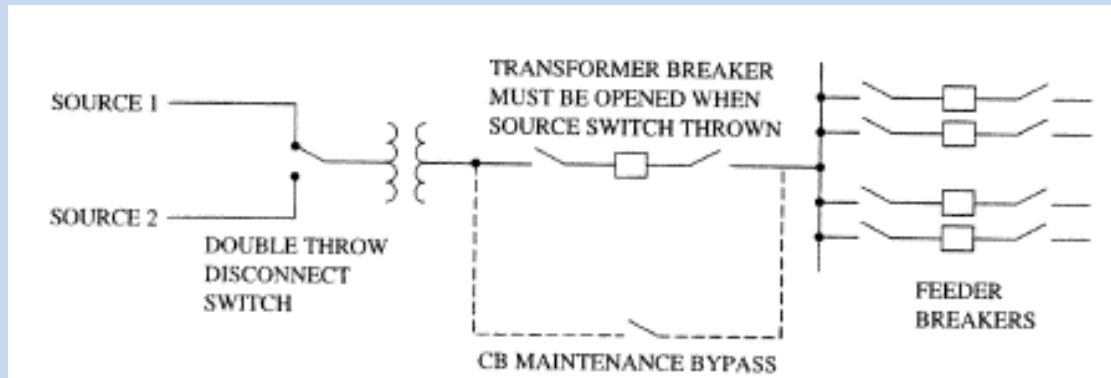 TRANSFORMER BREAKER
MUST BE OPENED WHEN
SOURCE SWITCH THROWN
SOURCE 1
SOURCE 2
DOUBLE THROW
DISCONNECT
SWITCH
FEEDER
BREAKERS
CB MAINTENANCE BYPASS